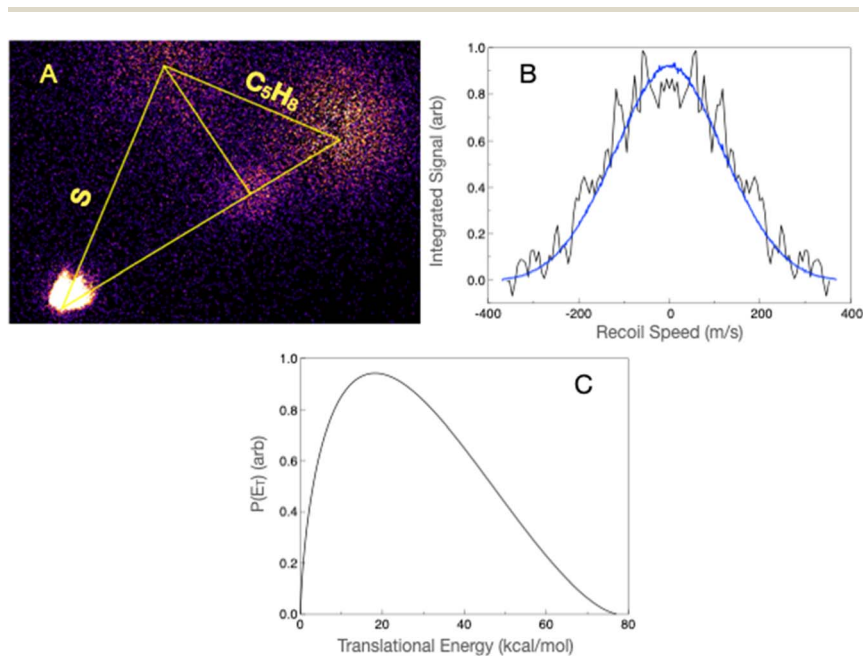 A
C₅H₈
S
B
Integrated Signal (arb)
1.0
0.8
0.6
0.4
0.2
0.0
-400
-200
0
200
400
Recoil Speed (m/s)
C
P(E_T) (arb)
1.0
0.8
0.6
0.4
0.2
0.0
0
20
40
60
80
Translational Energy (kcal/mol)